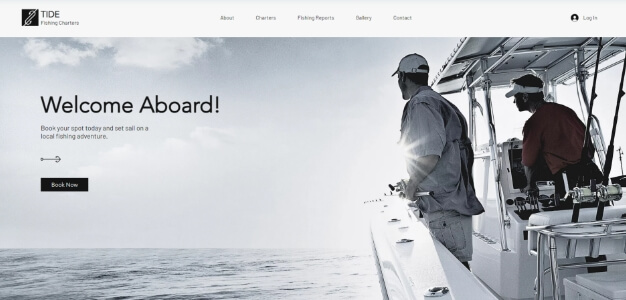 TIDE
Fishing Charters
About
Charters
Fishing Reports
Gallery
Contact
Log In
Welcome Aboard!
Book your spot today and set sail on a
local fishing adventure.
Book Now